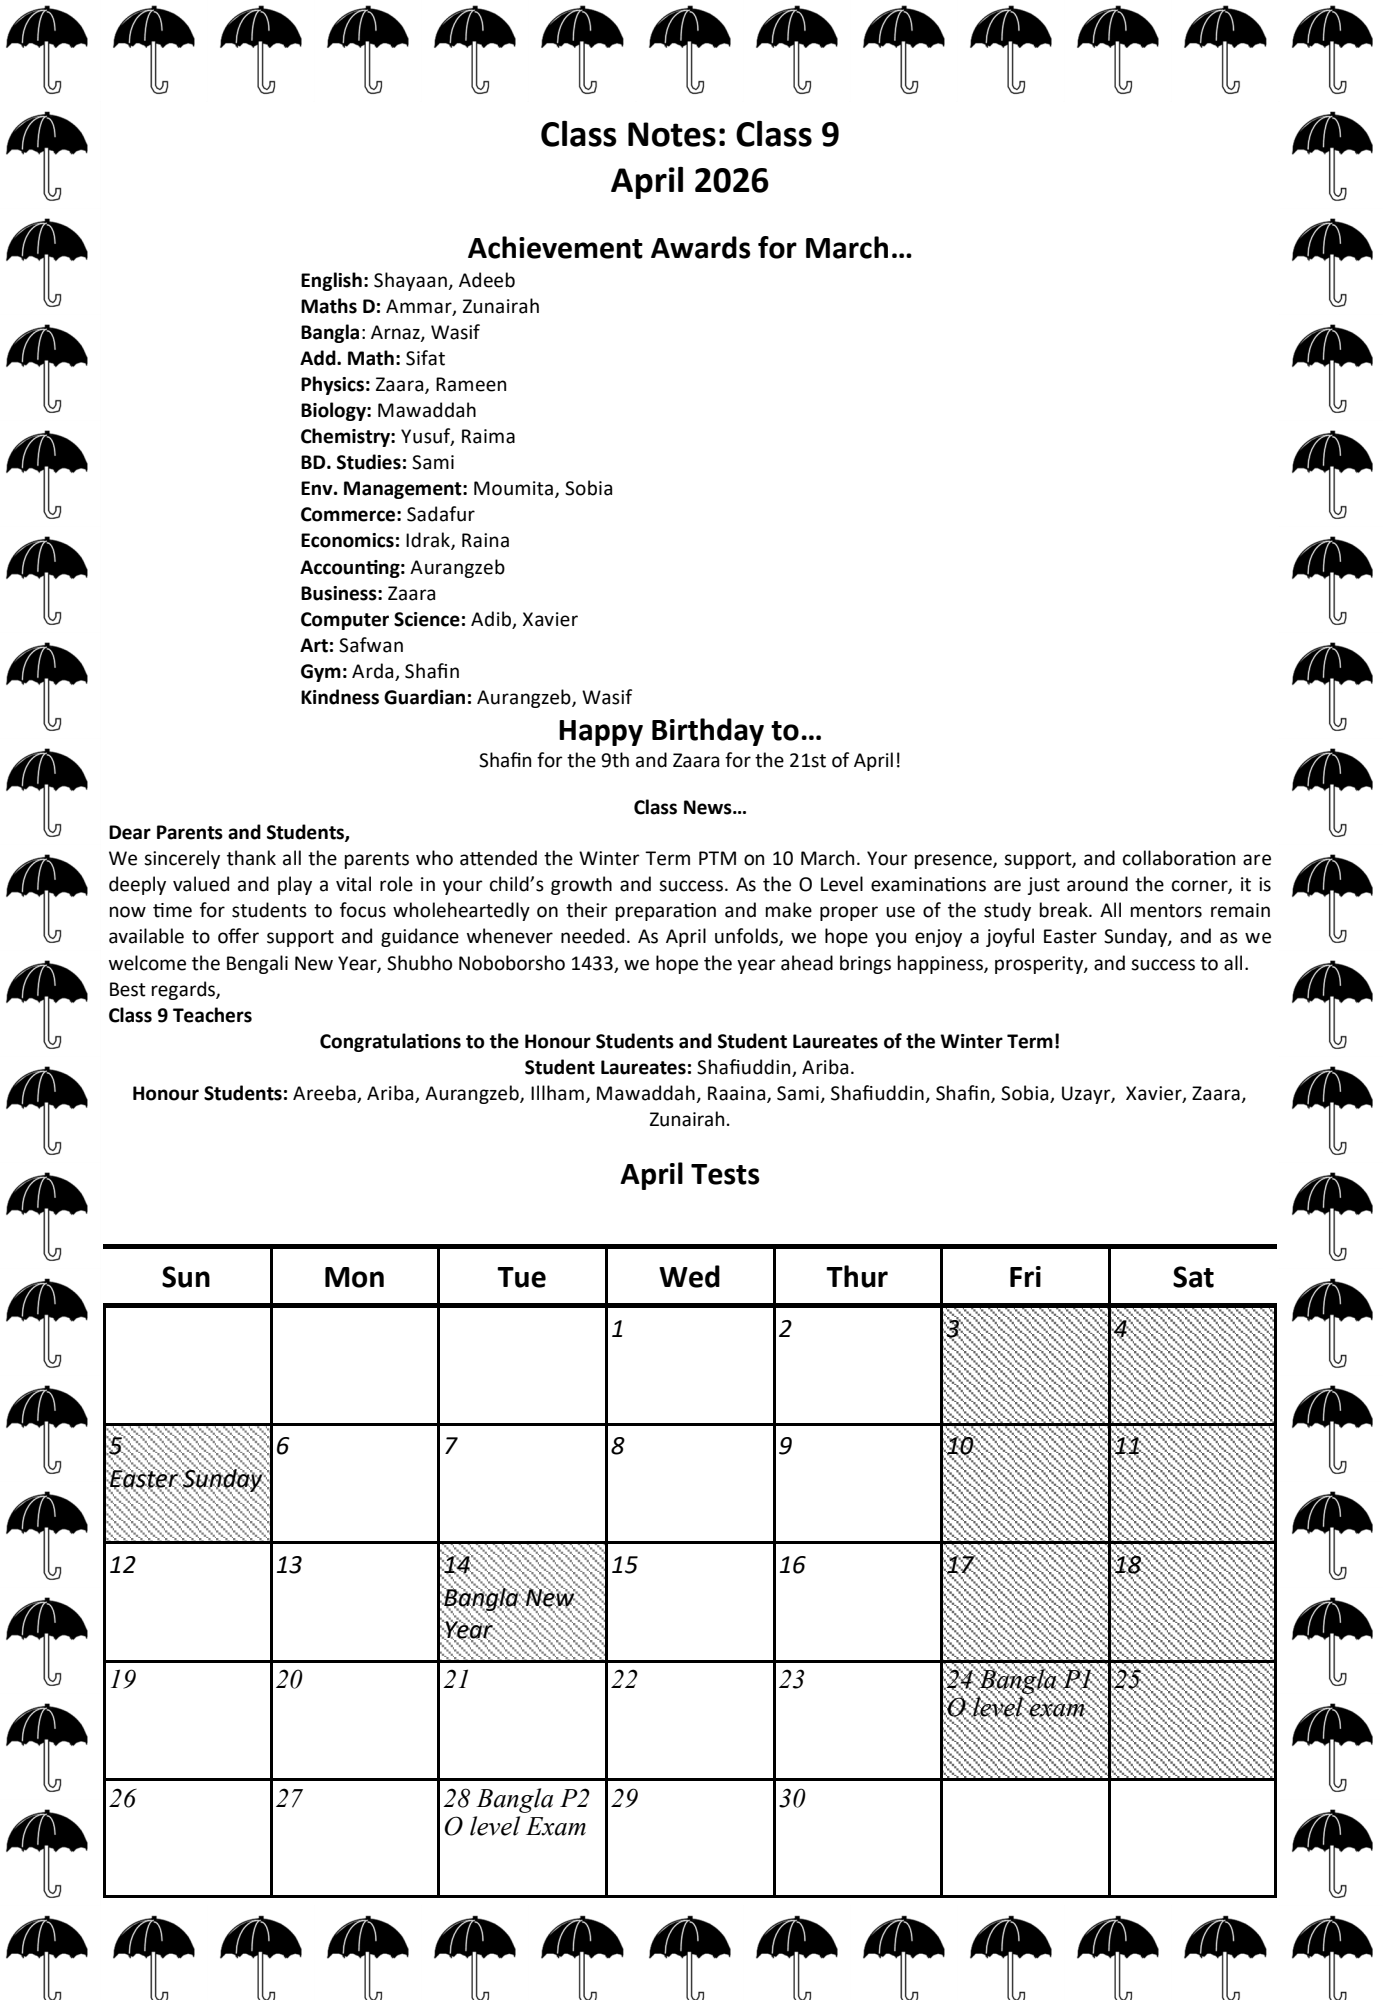 Class Notes: Class 9
April 2026
Achievement Awards for March…
English: Shayaan, Adeeb
Maths D: Ammar, Zunairah
Bangla: Arnaz, Wasif
Add. Math: Sifat
Physics: Zaara, Rameen
Biology: Mawaddah
Chemistry: Yusuf, Raima
BD. Studies: Sami
Env. Management: Moumita, Sobia
Commerce: Sadafur
Economics: Idrak, Raina
Accounting: Aurangzeb
Business: Zaara
Computer Science: Adib, Xavier
Art: Safwan
Gym: Arda, Shafin
Kindness Guardian: Aurangzeb, Wasif
Happy Birthday to…
Shafin for the 9th and Zaara for the 21st of April!
Class News…
Dear Parents and Students,
We sincerely thank all the parents who attended the Winter Term PTM on 10 March. Your presence, support, and collaboration are
deeply valued and play a vital role in your child’s growth and success. As the O Level examinations are just around the corner, it is
now time for students to focus wholeheartedly on their preparation and make proper use of the study break. All mentors remain
available to offer support and guidance whenever needed. As April unfolds, we hope you enjoy a joyful Easter Sunday, and as we
welcome the Bengali New Year, Shubho Noboborsho 1433, we hope the year ahead brings happiness, prosperity, and success to all.
Best regards,
Class 9 Teachers
Congratulations to the Honour Students and Student Laureates of the Winter Term!
Student Laureates: Shafiuddin, Ariba.
Honour Students: Areeba, Ariba, Aurangzeb, Illham, Mawaddah, Raaina, Sami, Shafiuddin, Shafin, Sobia, Uzayr, Xavier, Zaara,
Zunairah.
April Tests
Sun Mon Tue Wed Thur Fri Sat
1 2 3 4
5 6 7 8 9 10 11
Easter Sunday
12 13 14 15 16 17 18
Bangla New
Year
19 20 21 22 23 24 Bangla P1 25
O level exam
26 27 28 Bangla P2 29 30
O level Exam